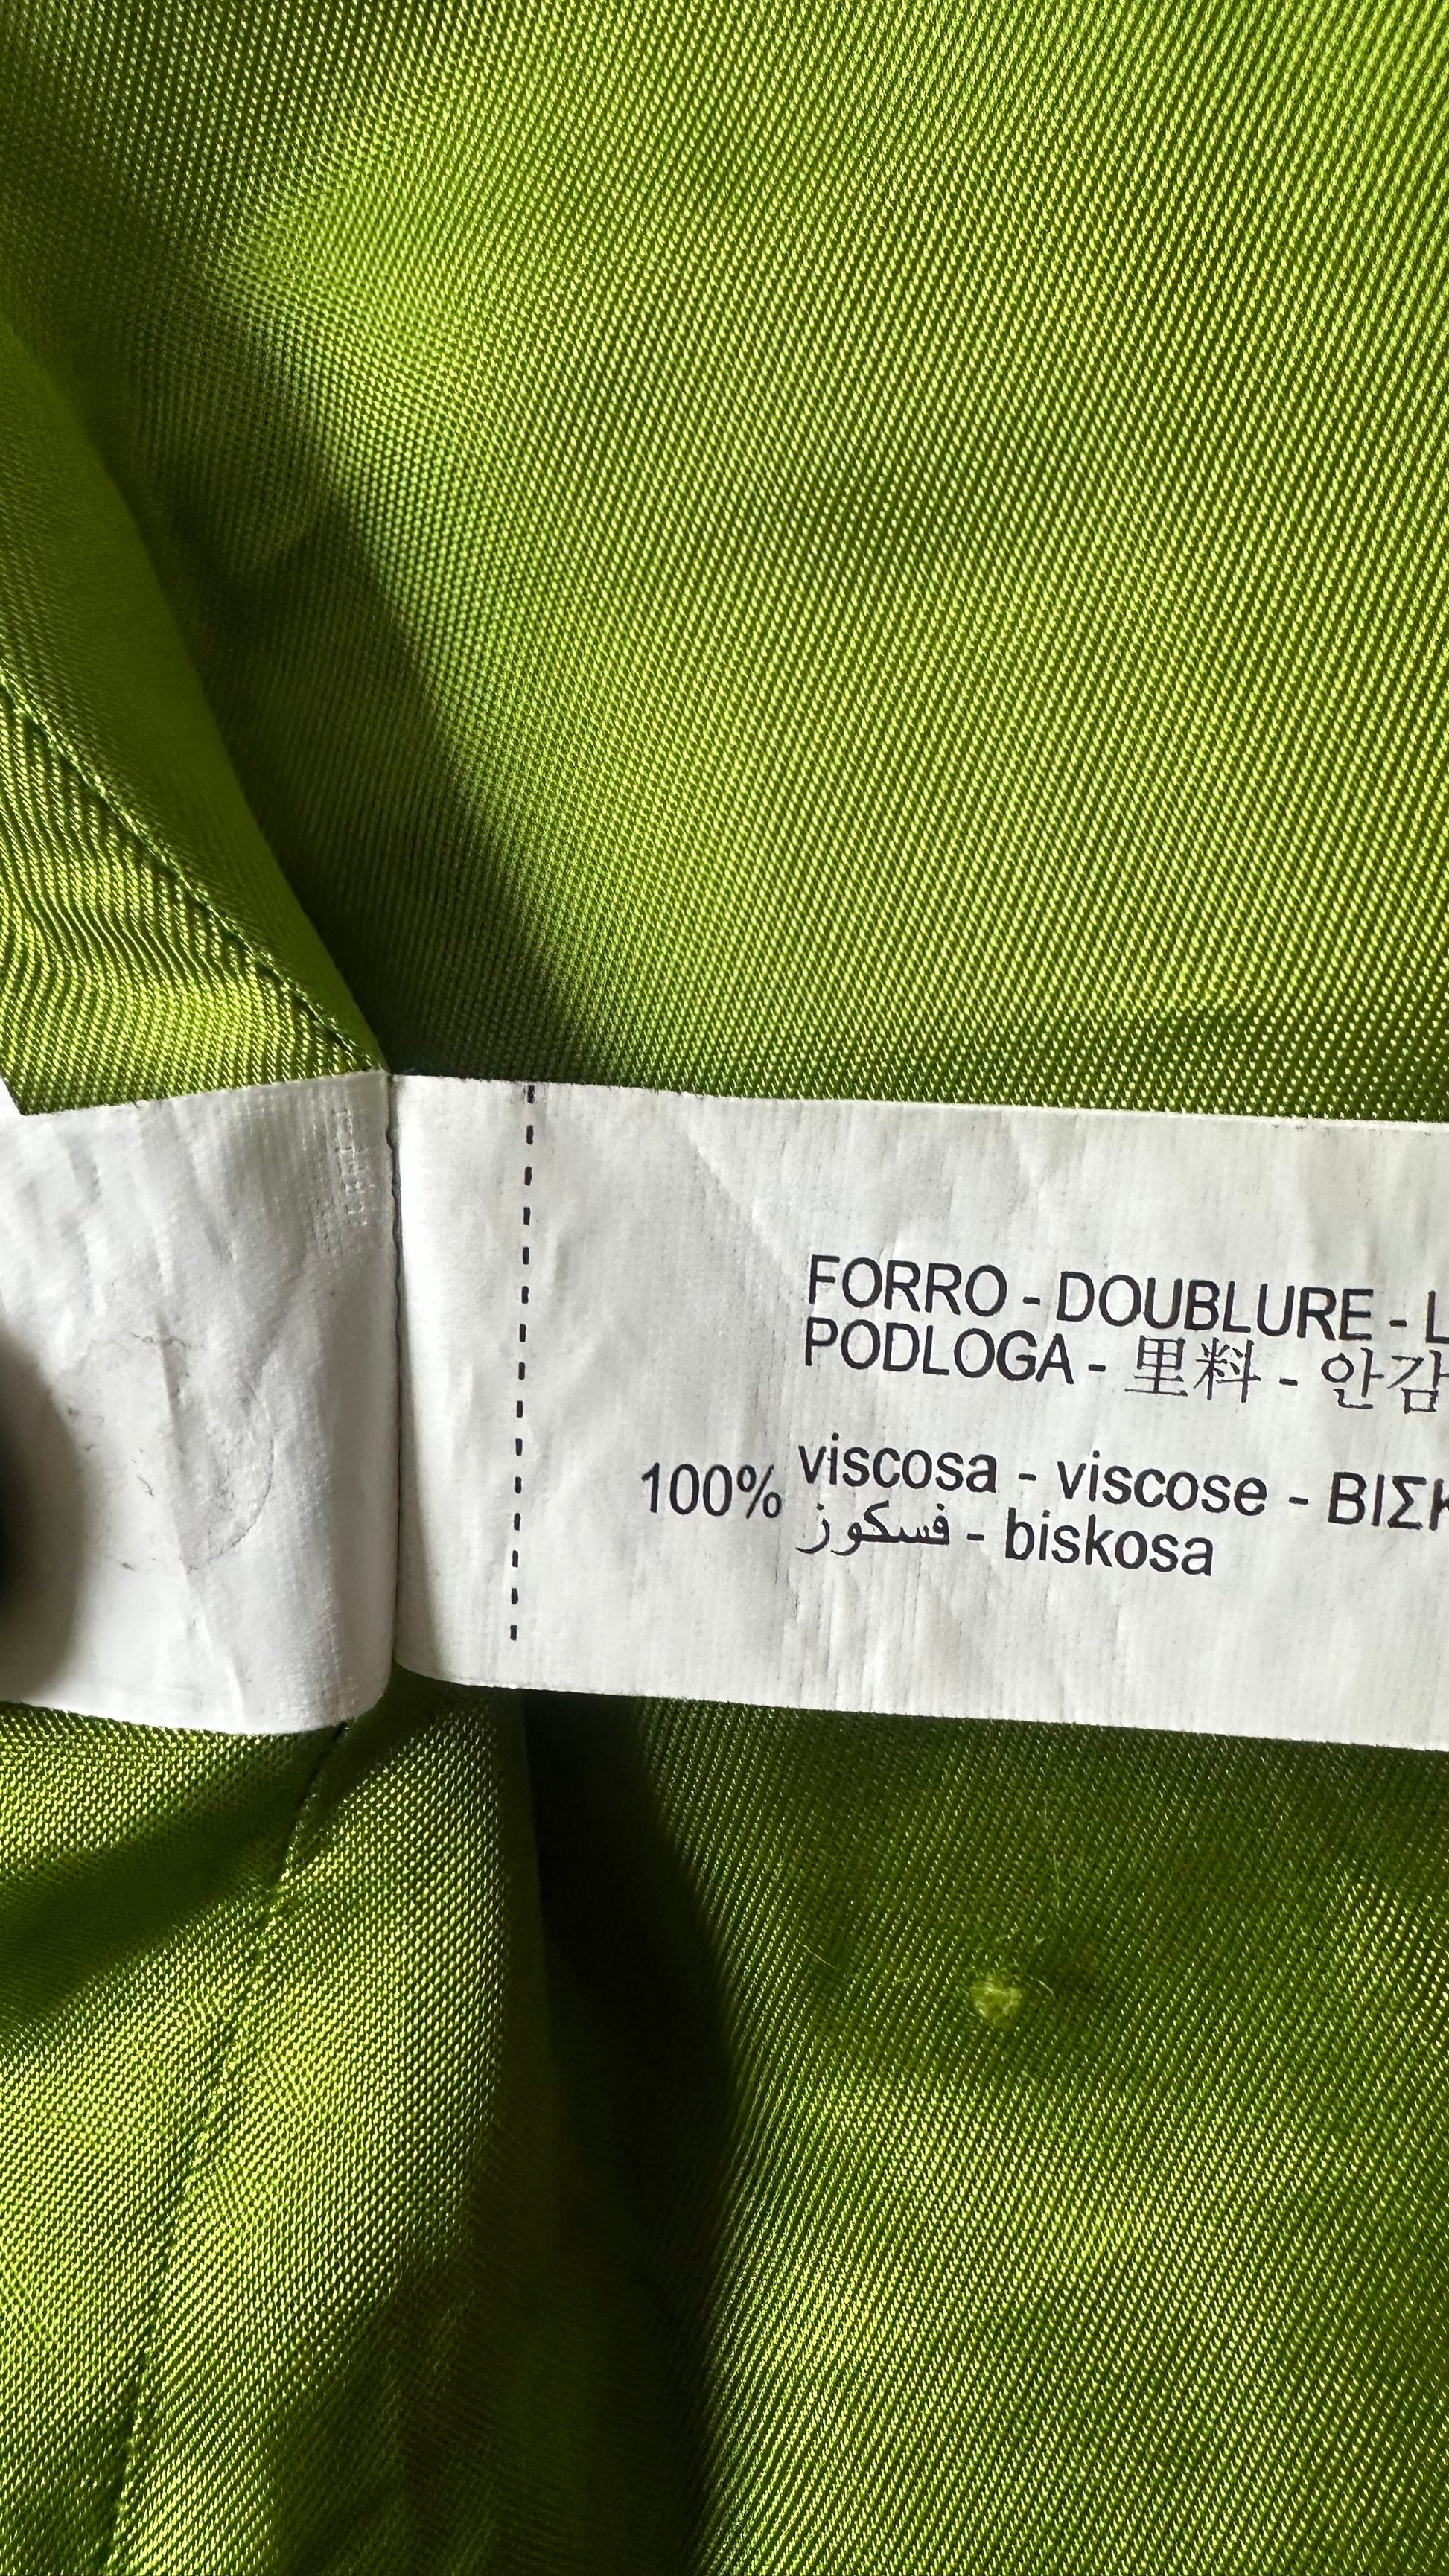 FORRO - DOUBLURE - L
PODLOGA - 里料 - 안감
100% viscosa - viscose - ΒΙΣΚ
فسكوز - biskosa